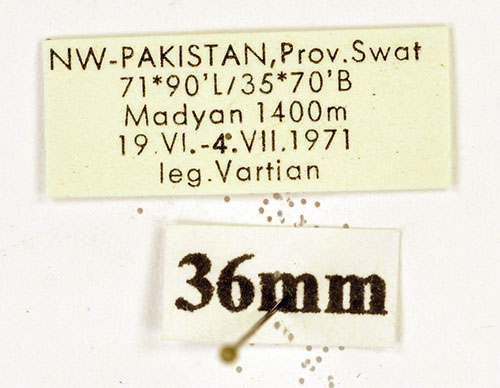 NW-PAKISTAN,Prov.Swat
71*90'L/35*70'B
Madyan 1400m
19.VI.-4.VII.1971
leg.Vartian
36mm